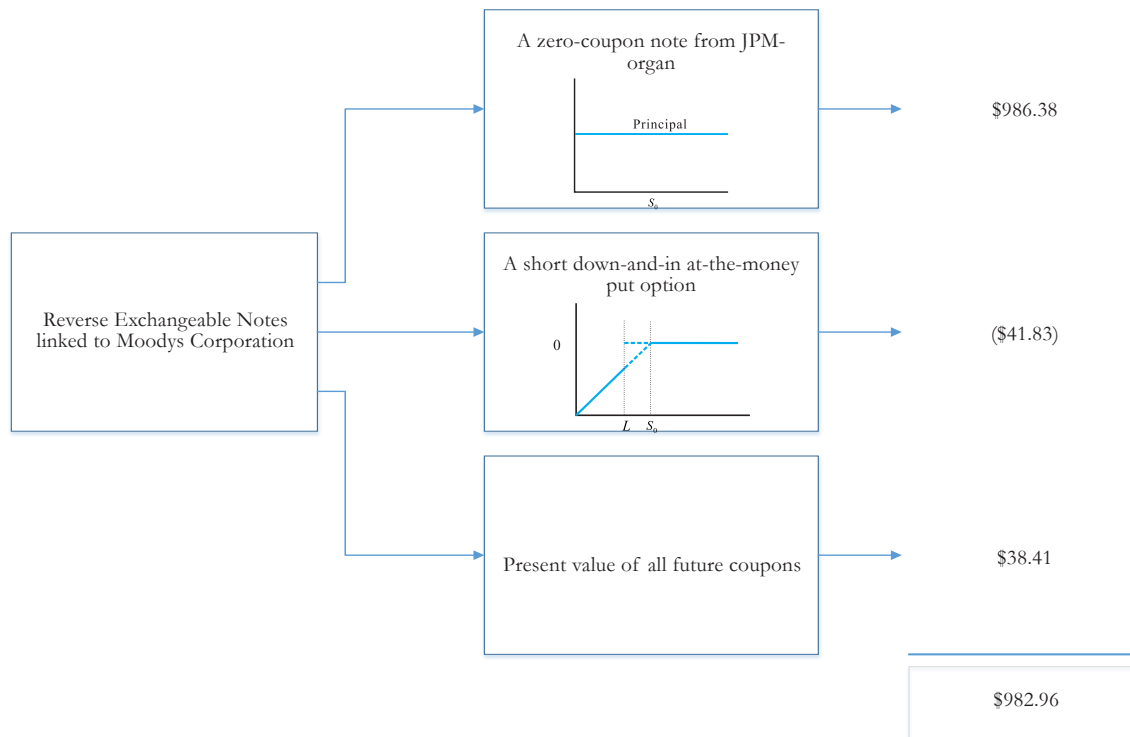 A zero-coupon note from JPM-
organ
Principal
S₀
$986.38
Reverse Exchangeable Notes
linked to Moodys Corporation
A short down-and-in at-the-money
put option
0
L S₀
($41.83)
Present value of all future coupons
$38.41
$982.96